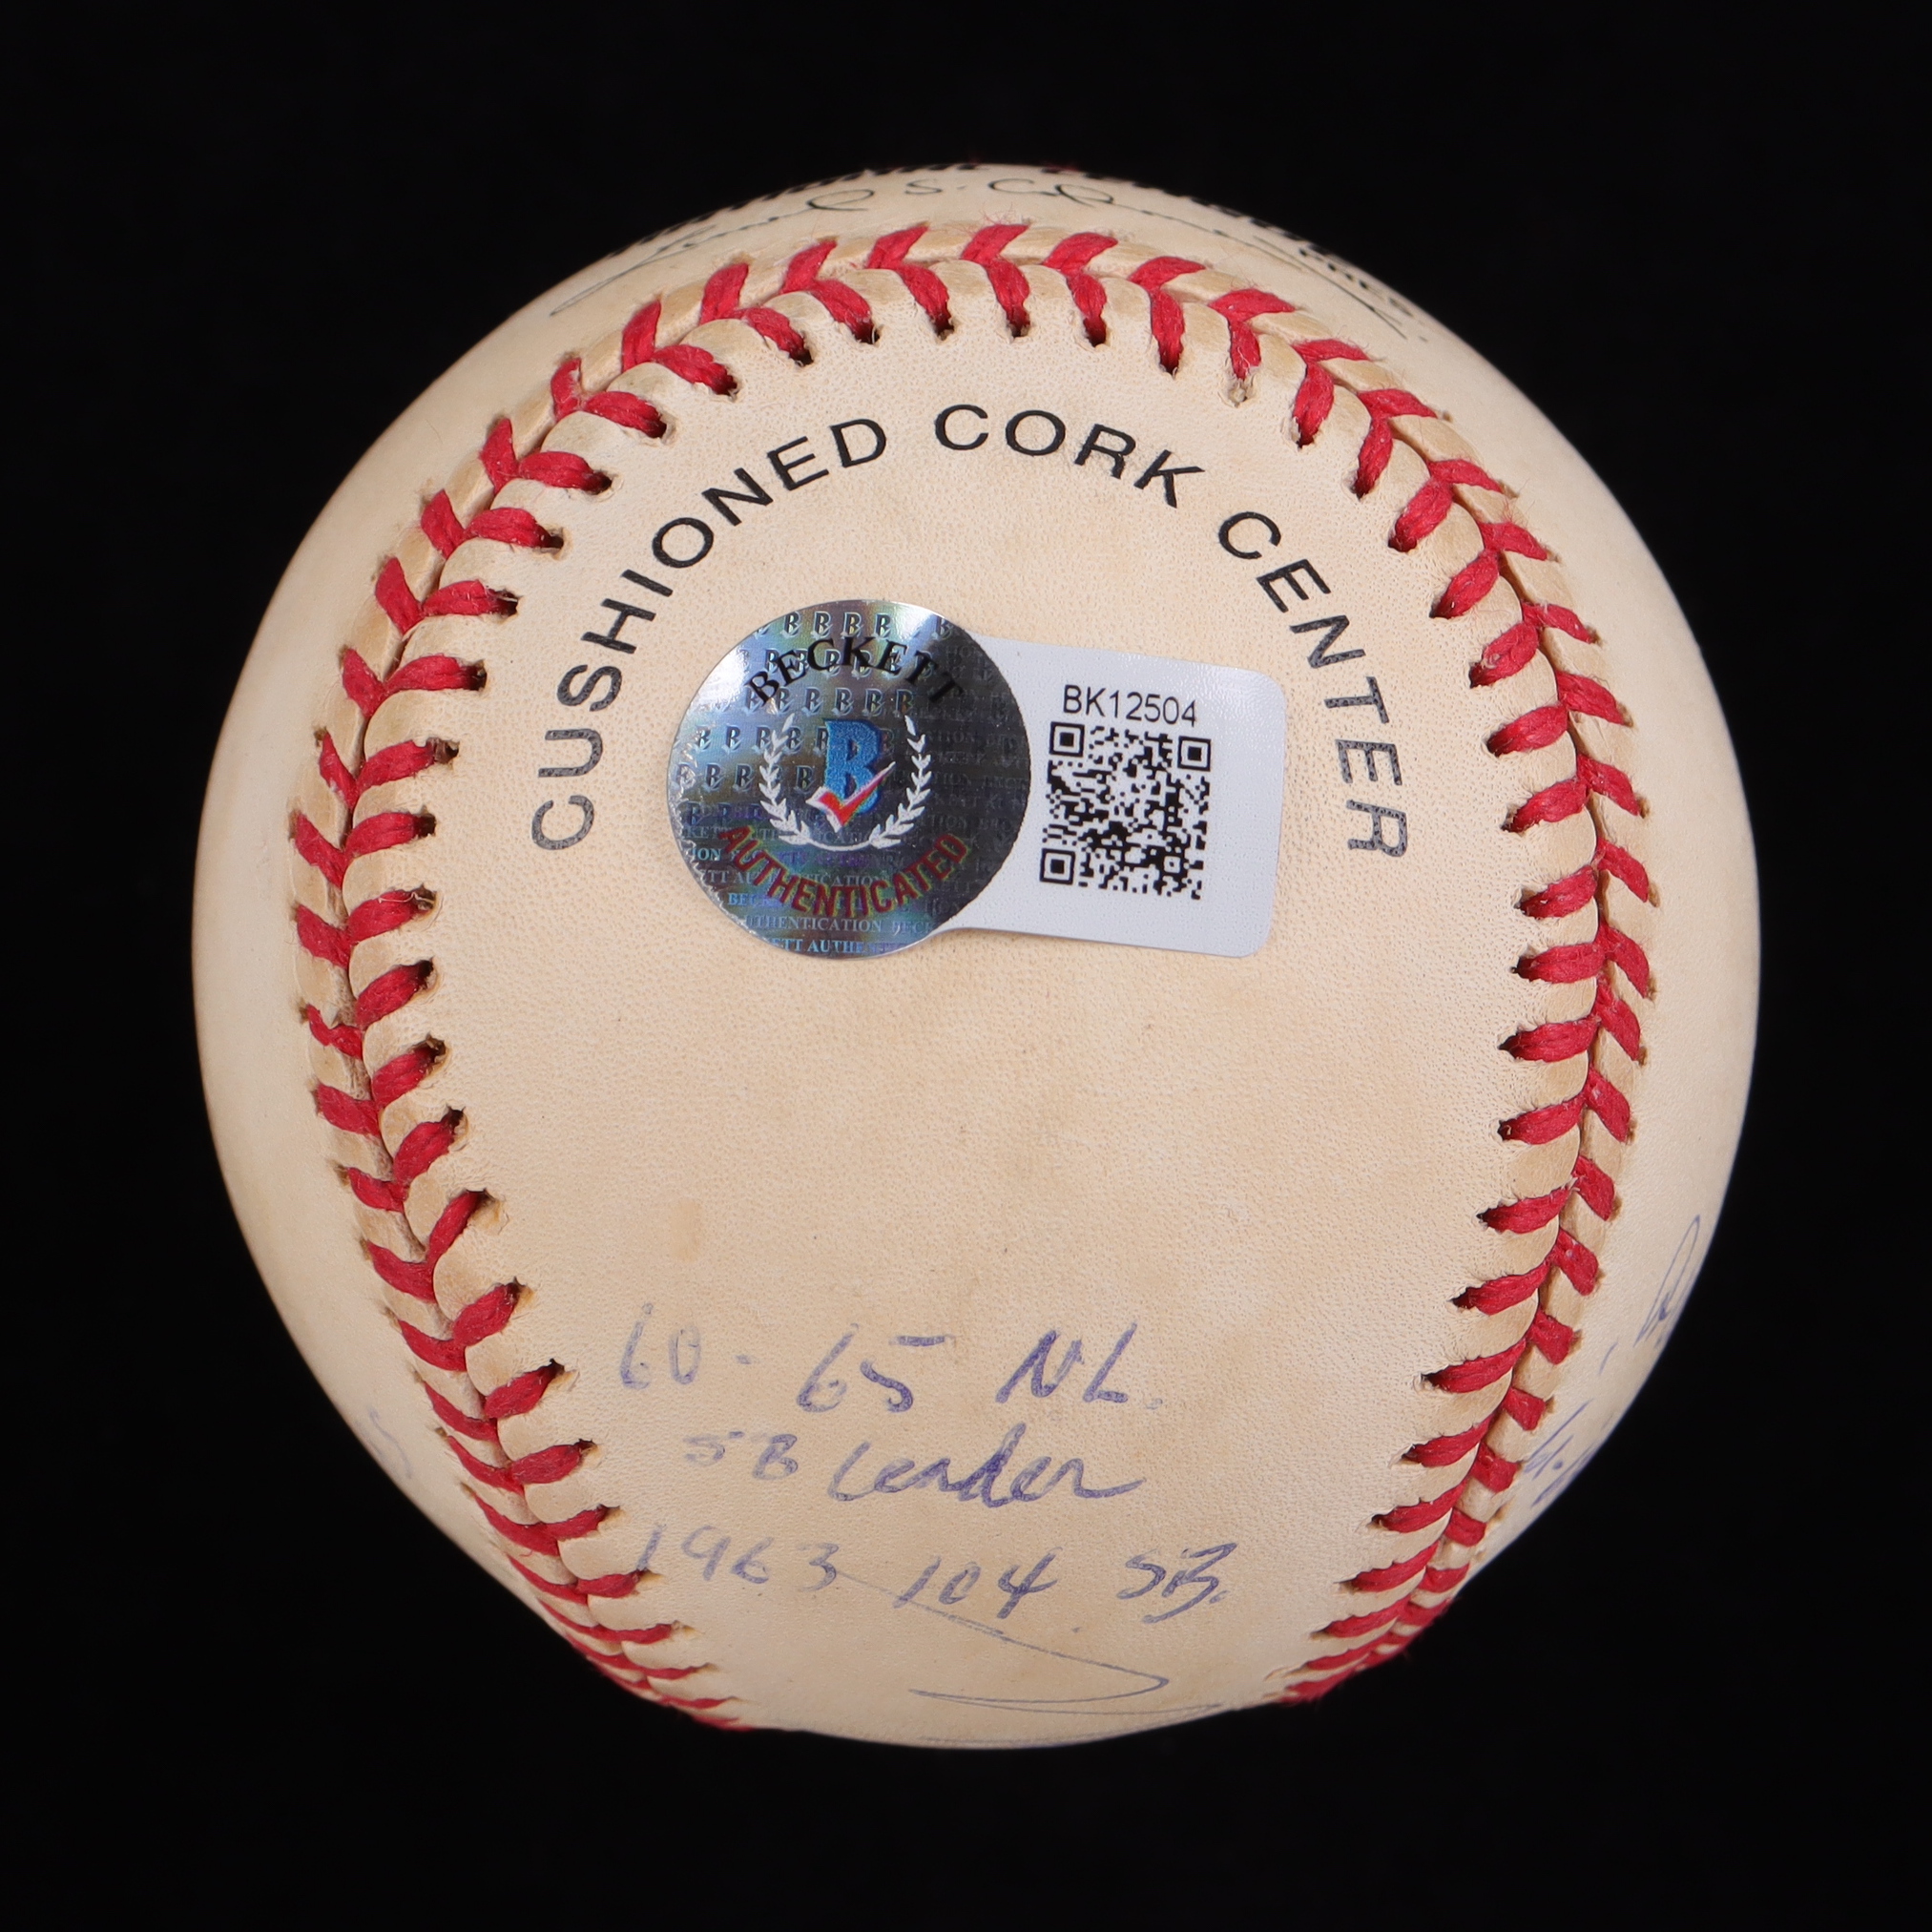 CUSHIONED CORK CENTER
BECKETT
AUTHENTICATED
BK12504
60-65 NL.
SB Leader
1963 104 SB.